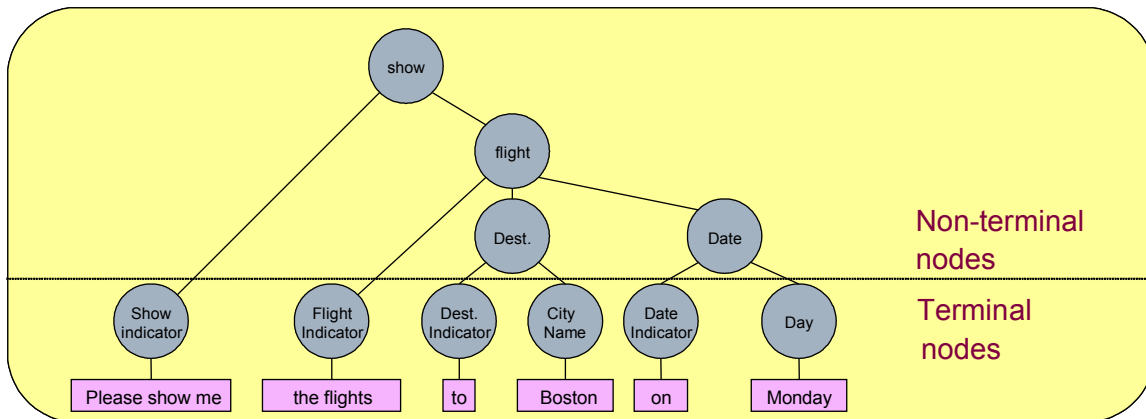 show
flight
Dest.
Date
Non-terminal
nodes
Show
indicator
Flight
Indicator
Dest.
Indicator
City
Name
Date
Indicator
Day
Terminal
nodes
Please show me
the flights
to
Boston
on
Monday